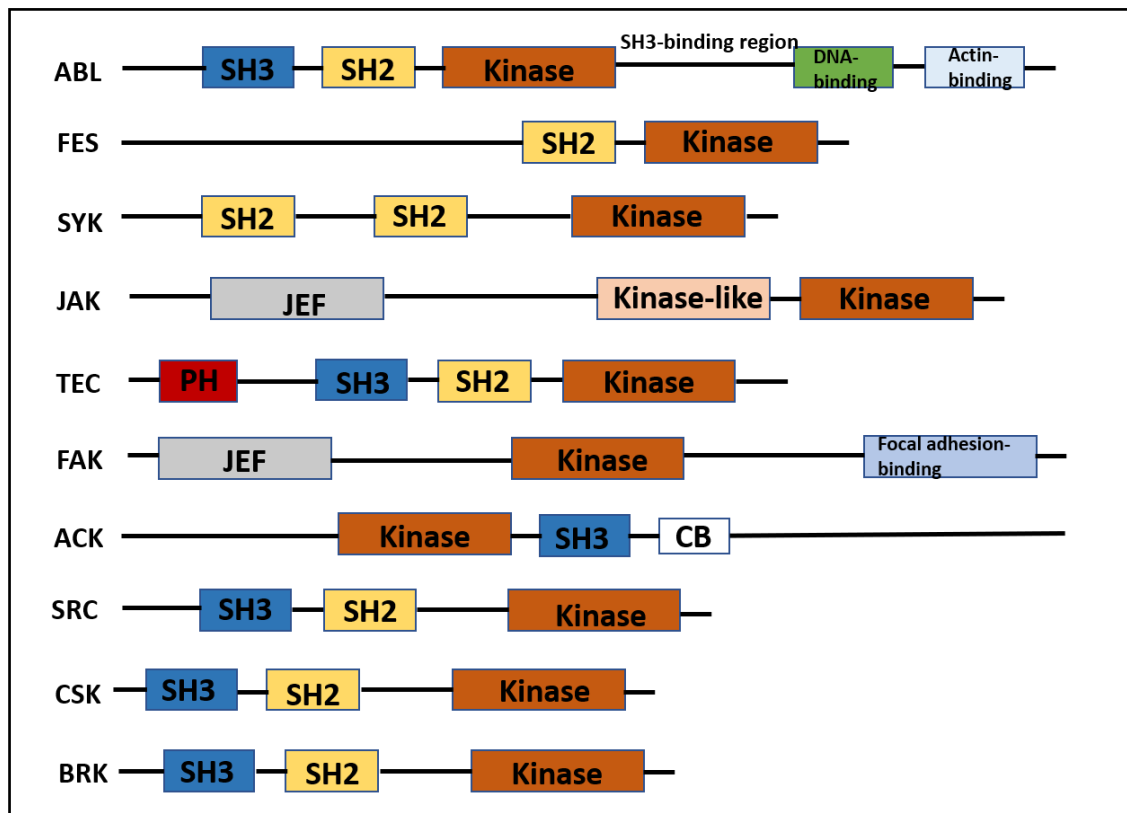 SH3-binding region
ABL SH3 SH2 Kinase DNA- Actin-
binding binding
FES SH2 Kinase
SYK SH2 SH2 Kinase
JAK JEF Kinase-like Kinase
TEC PH SH3 SH2 Kinase
FAK JEF Kinase Focal adhesion-
binding
ACK Kinase SH3 CB
SRC SH3 SH2 Kinase
CSK SH3 SH2 Kinase
BRK SH3 SH2 Kinase